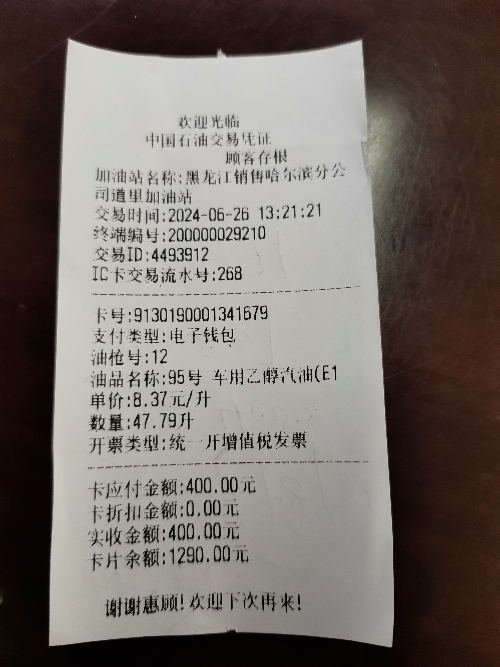 欢迎光临
中国石油交易凭证
顾客存根
加油站名称:黑龙江销售哈尔滨分公
司道里加油站
交易时间:2024-06-26 13:21:21
终端编号:200000029210
交易ID:4493912
IC卡交易流水号:268
卡号:9130190001341679
支付类型:电子钱包
油枪号:12
油品名称:95号 车用乙醇汽油(E1
单价:8.37元/升
数量:47.79升
开票类型:统一开增值税发票
卡应付金额:400.00元
卡折扣金额:0.00元
实收金额:400.00元
卡片余额:1290.00元
谢谢惠顾!欢迎下次再来!